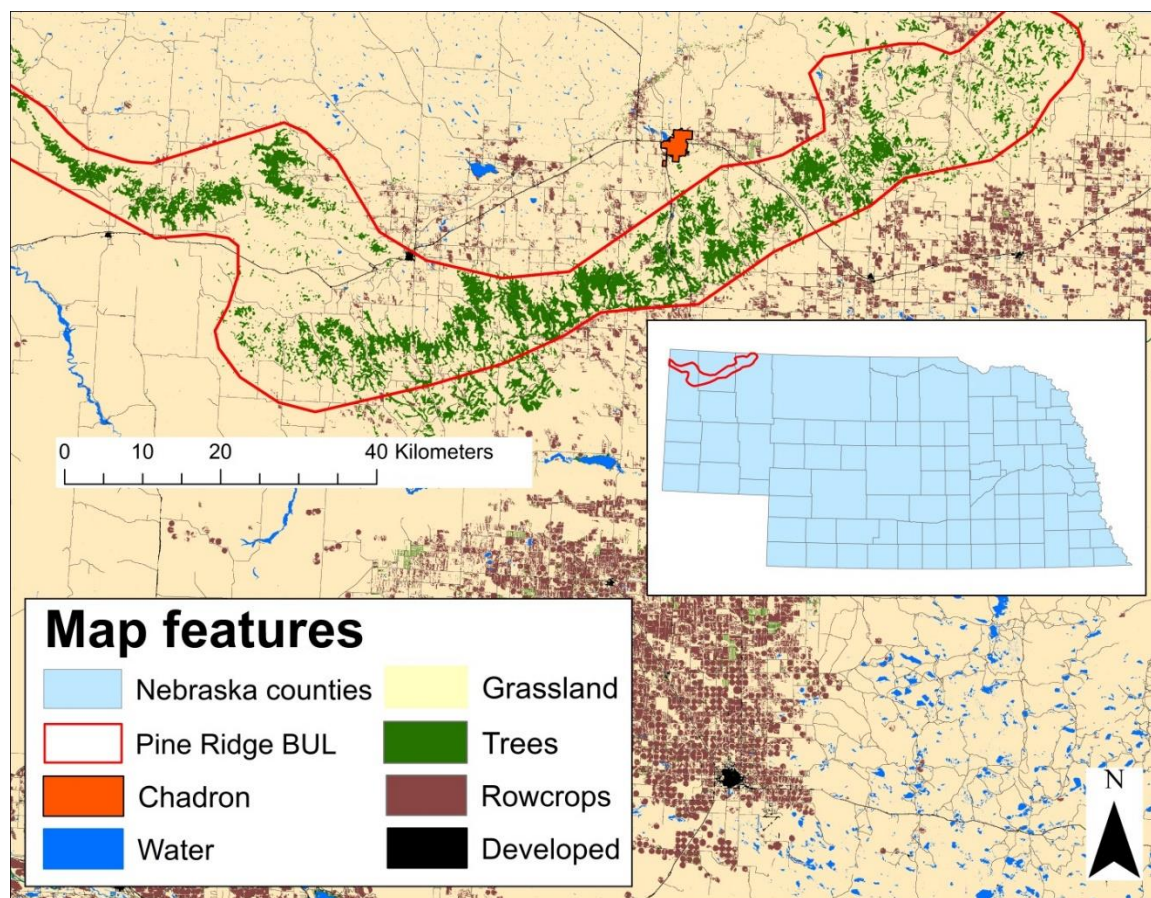 0 10 20 40 Kilometers
Map features
Nebraska counties
Pine Ridge BUL
Chadron
Water
Grassland
Trees
Rowcrops
Developed
N